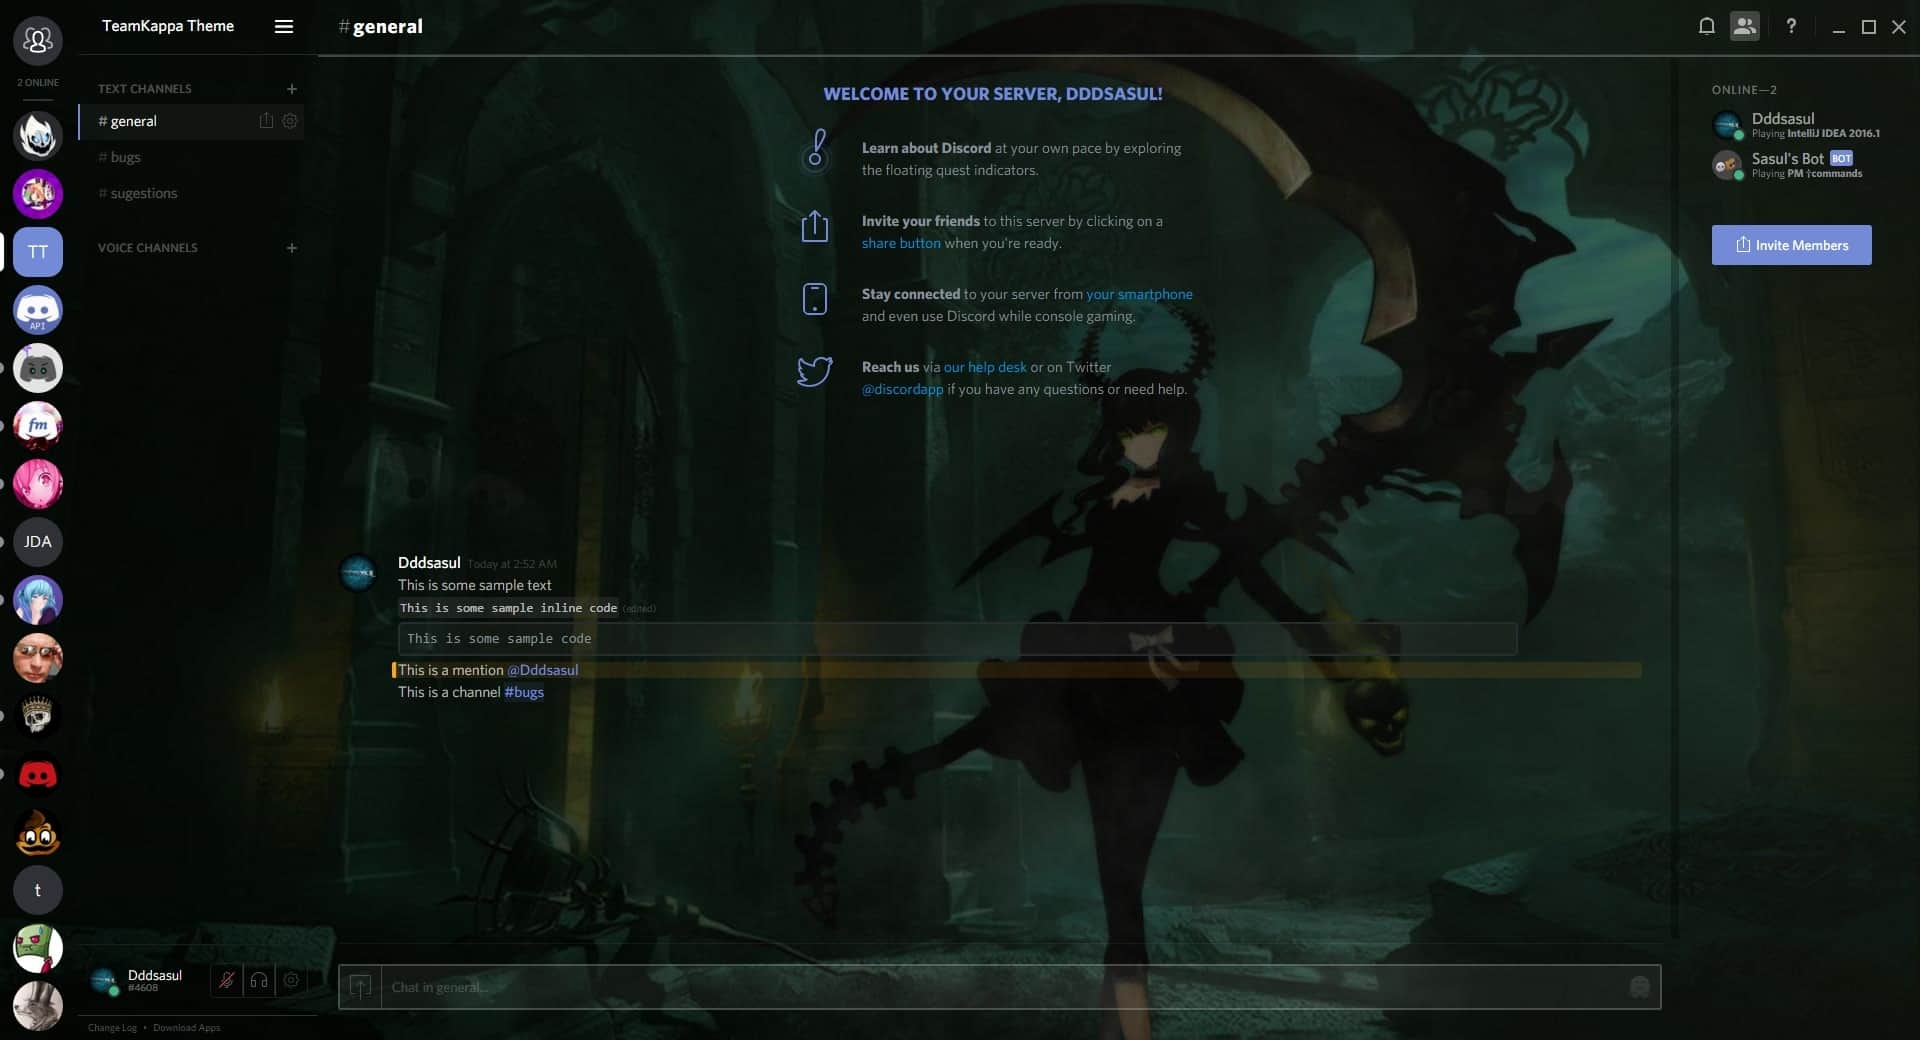 TeamKappa Theme
#general
2 ONLINE
TEXT CHANNELS
# general
# bugs
# sugestions
VOICE CHANNELS
TT
API
fm
JDA
t
WELCOME TO YOUR SERVER, DDDSASUL!
Learn about Discord at your own pace by exploring
the floating quest indicators.
Invite your friends to this server by clicking on a
share button when you're ready.
Stay connected to your server from your smartphone
and even use Discord while console gaming.
Reach us via our help desk or on Twitter
@discordapp if you have any questions or need help.
Dddsasul Today at 2:52 AM
This is some sample text
This is some sample inline code (edited)
This is some sample code
This is a mention @Dddsasul
This is a channel #bugs
Chat in general...
ONLINE—2
Dddsasul
Playing IntelliJ IDEA 2016.1
Sasul's Bot BOT
Playing PM †commands
Invite Members
Dddsasul
#4608
Change Log • Download Apps